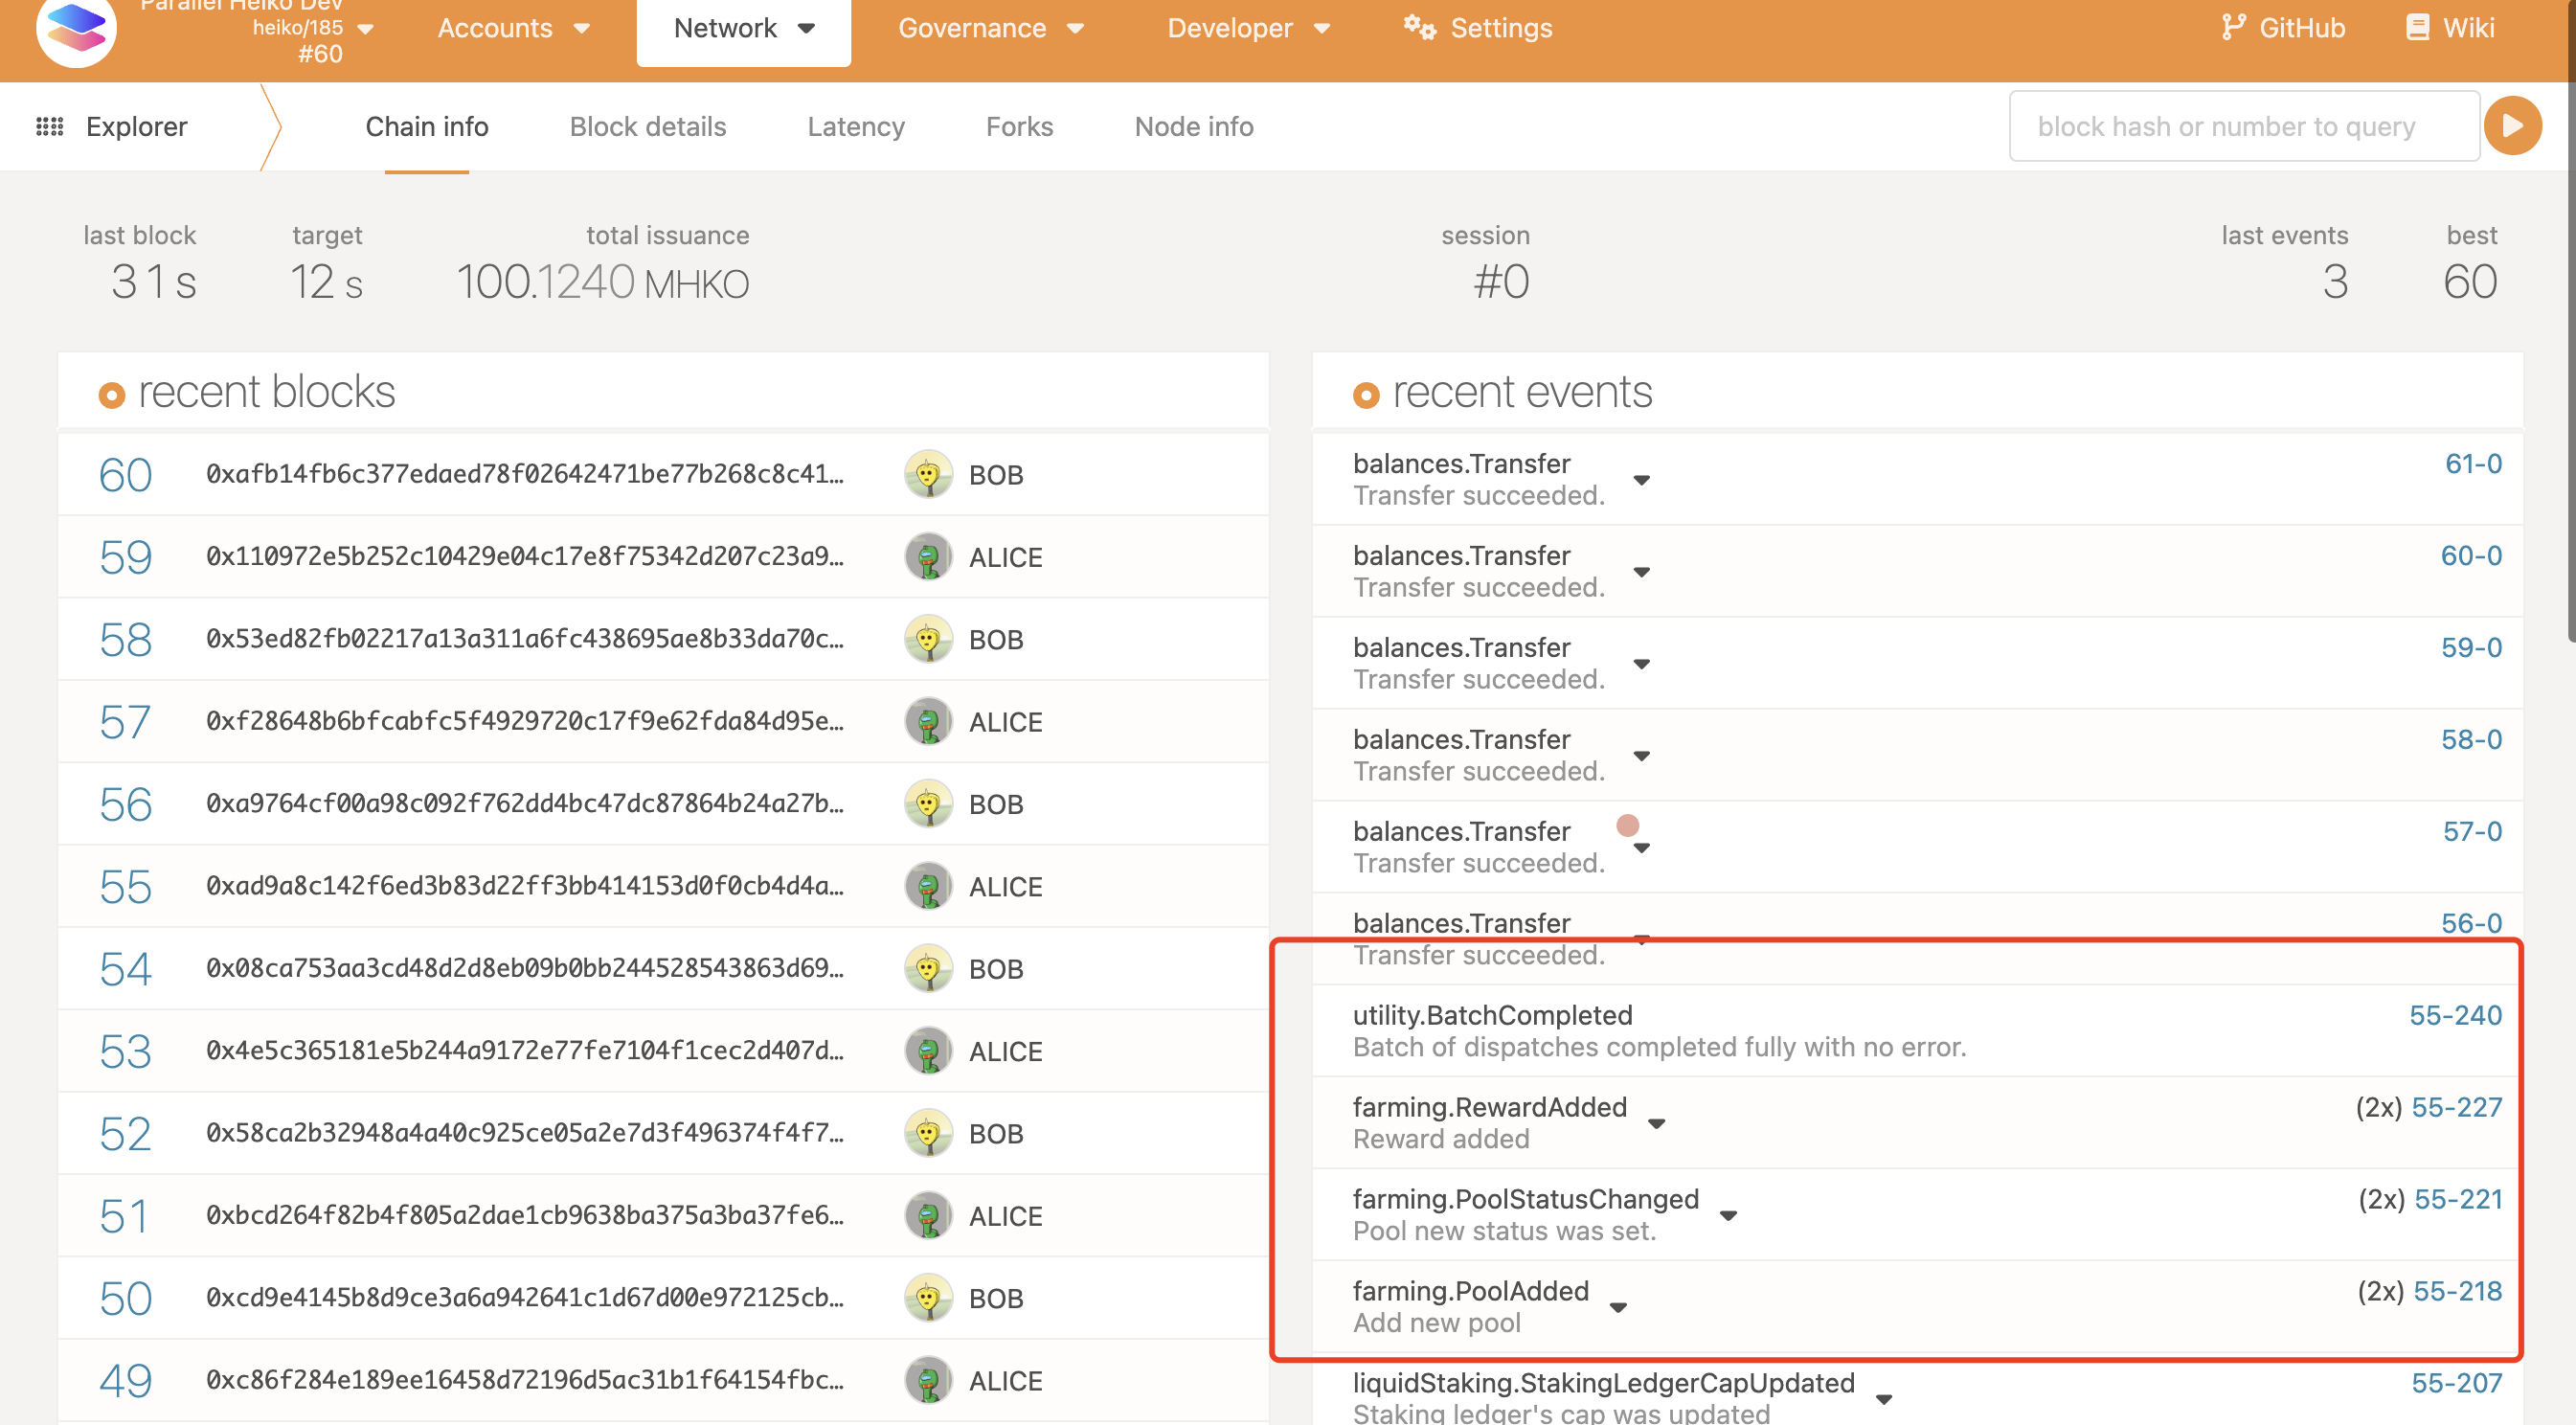 Parallel Heiko Dev
heiko/185
#60
Accounts
Network
Governance
Developer
Settings
GitHub
Wiki
Explorer
Chain info
Block details
Latency
Forks
Node info
block hash or number to query
last block
31 s
target
12 s
total issuance
100.1240 MHKO
session
#0
last events
3
best
60
recent blocks
60 0xafb14fb6c377edaed78f02642471be77b268c8c41… BOB
59 0x110972e5b252c10429e04c17e8f75342d207c23a9… ALICE
58 0x53ed82fb02217a13a311a6fc438695ae8b33da70c… BOB
57 0xf28648b6bfcabfc5f4929720c17f9e62fda84d95e… ALICE
56 0xa9764cf00a98c092f762dd4bc47dc87864b24a27b… BOB
55 0xad9a8c142f6ed3b83d22ff3bb414153d0f0cb4d4a… ALICE
54 0x08ca753aa3cd48d2d8eb09b0bb244528543863d69… BOB
53 0x4e5c365181e5b244a9172e77fe7104f1cec2d407d… ALICE
52 0x58ca2b32948a4a40c925ce05a2e7d3f496374f4f7… BOB
51 0xbcd264f82b4f805a2dae1cb9638ba375a3ba37fe6… ALICE
50 0xcd9e4145b8d9ce3a6a942641c1d67d00e972125cb… BOB
49 0xc86f284e189ee16458d72196d5ac31b1f64154fbc… ALICE
recent events
balances.Transfer 61-0
Transfer succeeded.
balances.Transfer 60-0
Transfer succeeded.
balances.Transfer 59-0
Transfer succeeded.
balances.Transfer 58-0
Transfer succeeded.
balances.Transfer 57-0
Transfer succeeded.
balances.Transfer 56-0
Transfer succeeded.
utility.BatchCompleted 55-240
Batch of dispatches completed fully with no error.
farming.RewardAdded (2x) 55-227
Reward added
farming.PoolStatusChanged (2x) 55-221
Pool new status was set.
farming.PoolAdded (2x) 55-218
Add new pool
liquidStaking.StakingLedgerCapUpdated 55-207
Staking ledger's cap was updated